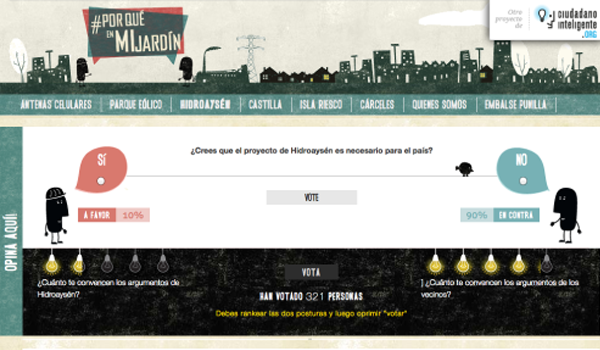 #PORQUÉ
EN MI JARDÍN
Otro
proyecto
de
ciudadano
inteligente
.ORG
ANTENAS CELULARES PARQUE EÓLICO HIDROAYSÉN CASTILLA ISLA RIESCO CÁRCELES QUIENES SOMOS EMBALSE PUNILLA
OPINA AQUÍ
¿Crees que el proyecto de Hidroaysén es necesario para el país?
SÍ
NO
VOTE
A FAVOR 10%
90% EN CONTRA
¿Cuánto te convencen los argumentos de
Hidroaysén?
VOTA
HAN VOTADO 321 PERSONAS
Debes rankear las dos posturas y luego oprimir "votar"
] ¿Cuánto te convencen los argumentos de los
vecinos?